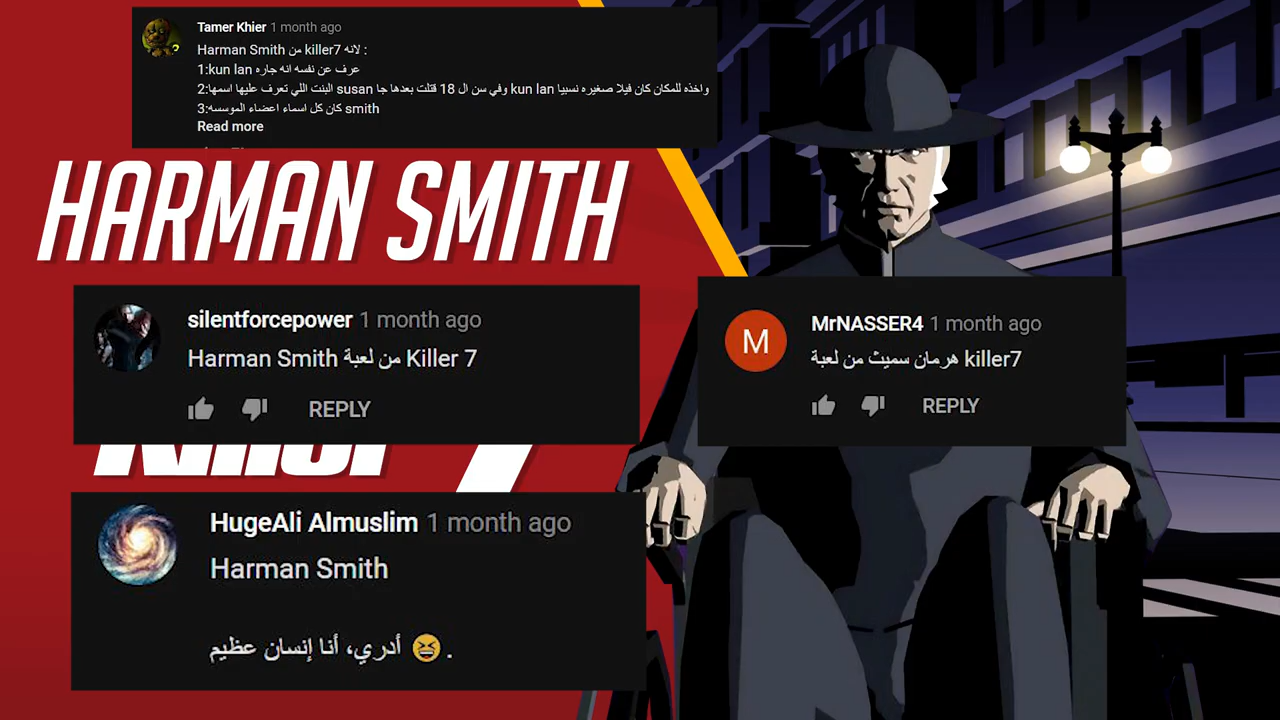 Tamer Khier 1 month ago
Harman Smith من killer7 لانه :
1:kun lan عرف عن نفسه انه جاره
2:البنت اللي تعرف عليها اسمها susan وفي سن ال 18 قتلت بعدها جا kun lan واخذه للمكان كان فيلا صغيره نسبيا
3:كان كل اسماء اعضاء الموسسه smith
Read more
HARMAN SMITH
silentforcepower 1 month ago
Harman Smith من لعبة Killer 7
REPLY
MrNASSER4 1 month ago
هرمان سميث من لعبة killer7
REPLY
M
Killer 7
HugeAli Almuslim 1 month ago
Harman Smith
أدري، أنا إنسان عظيم 😆 .